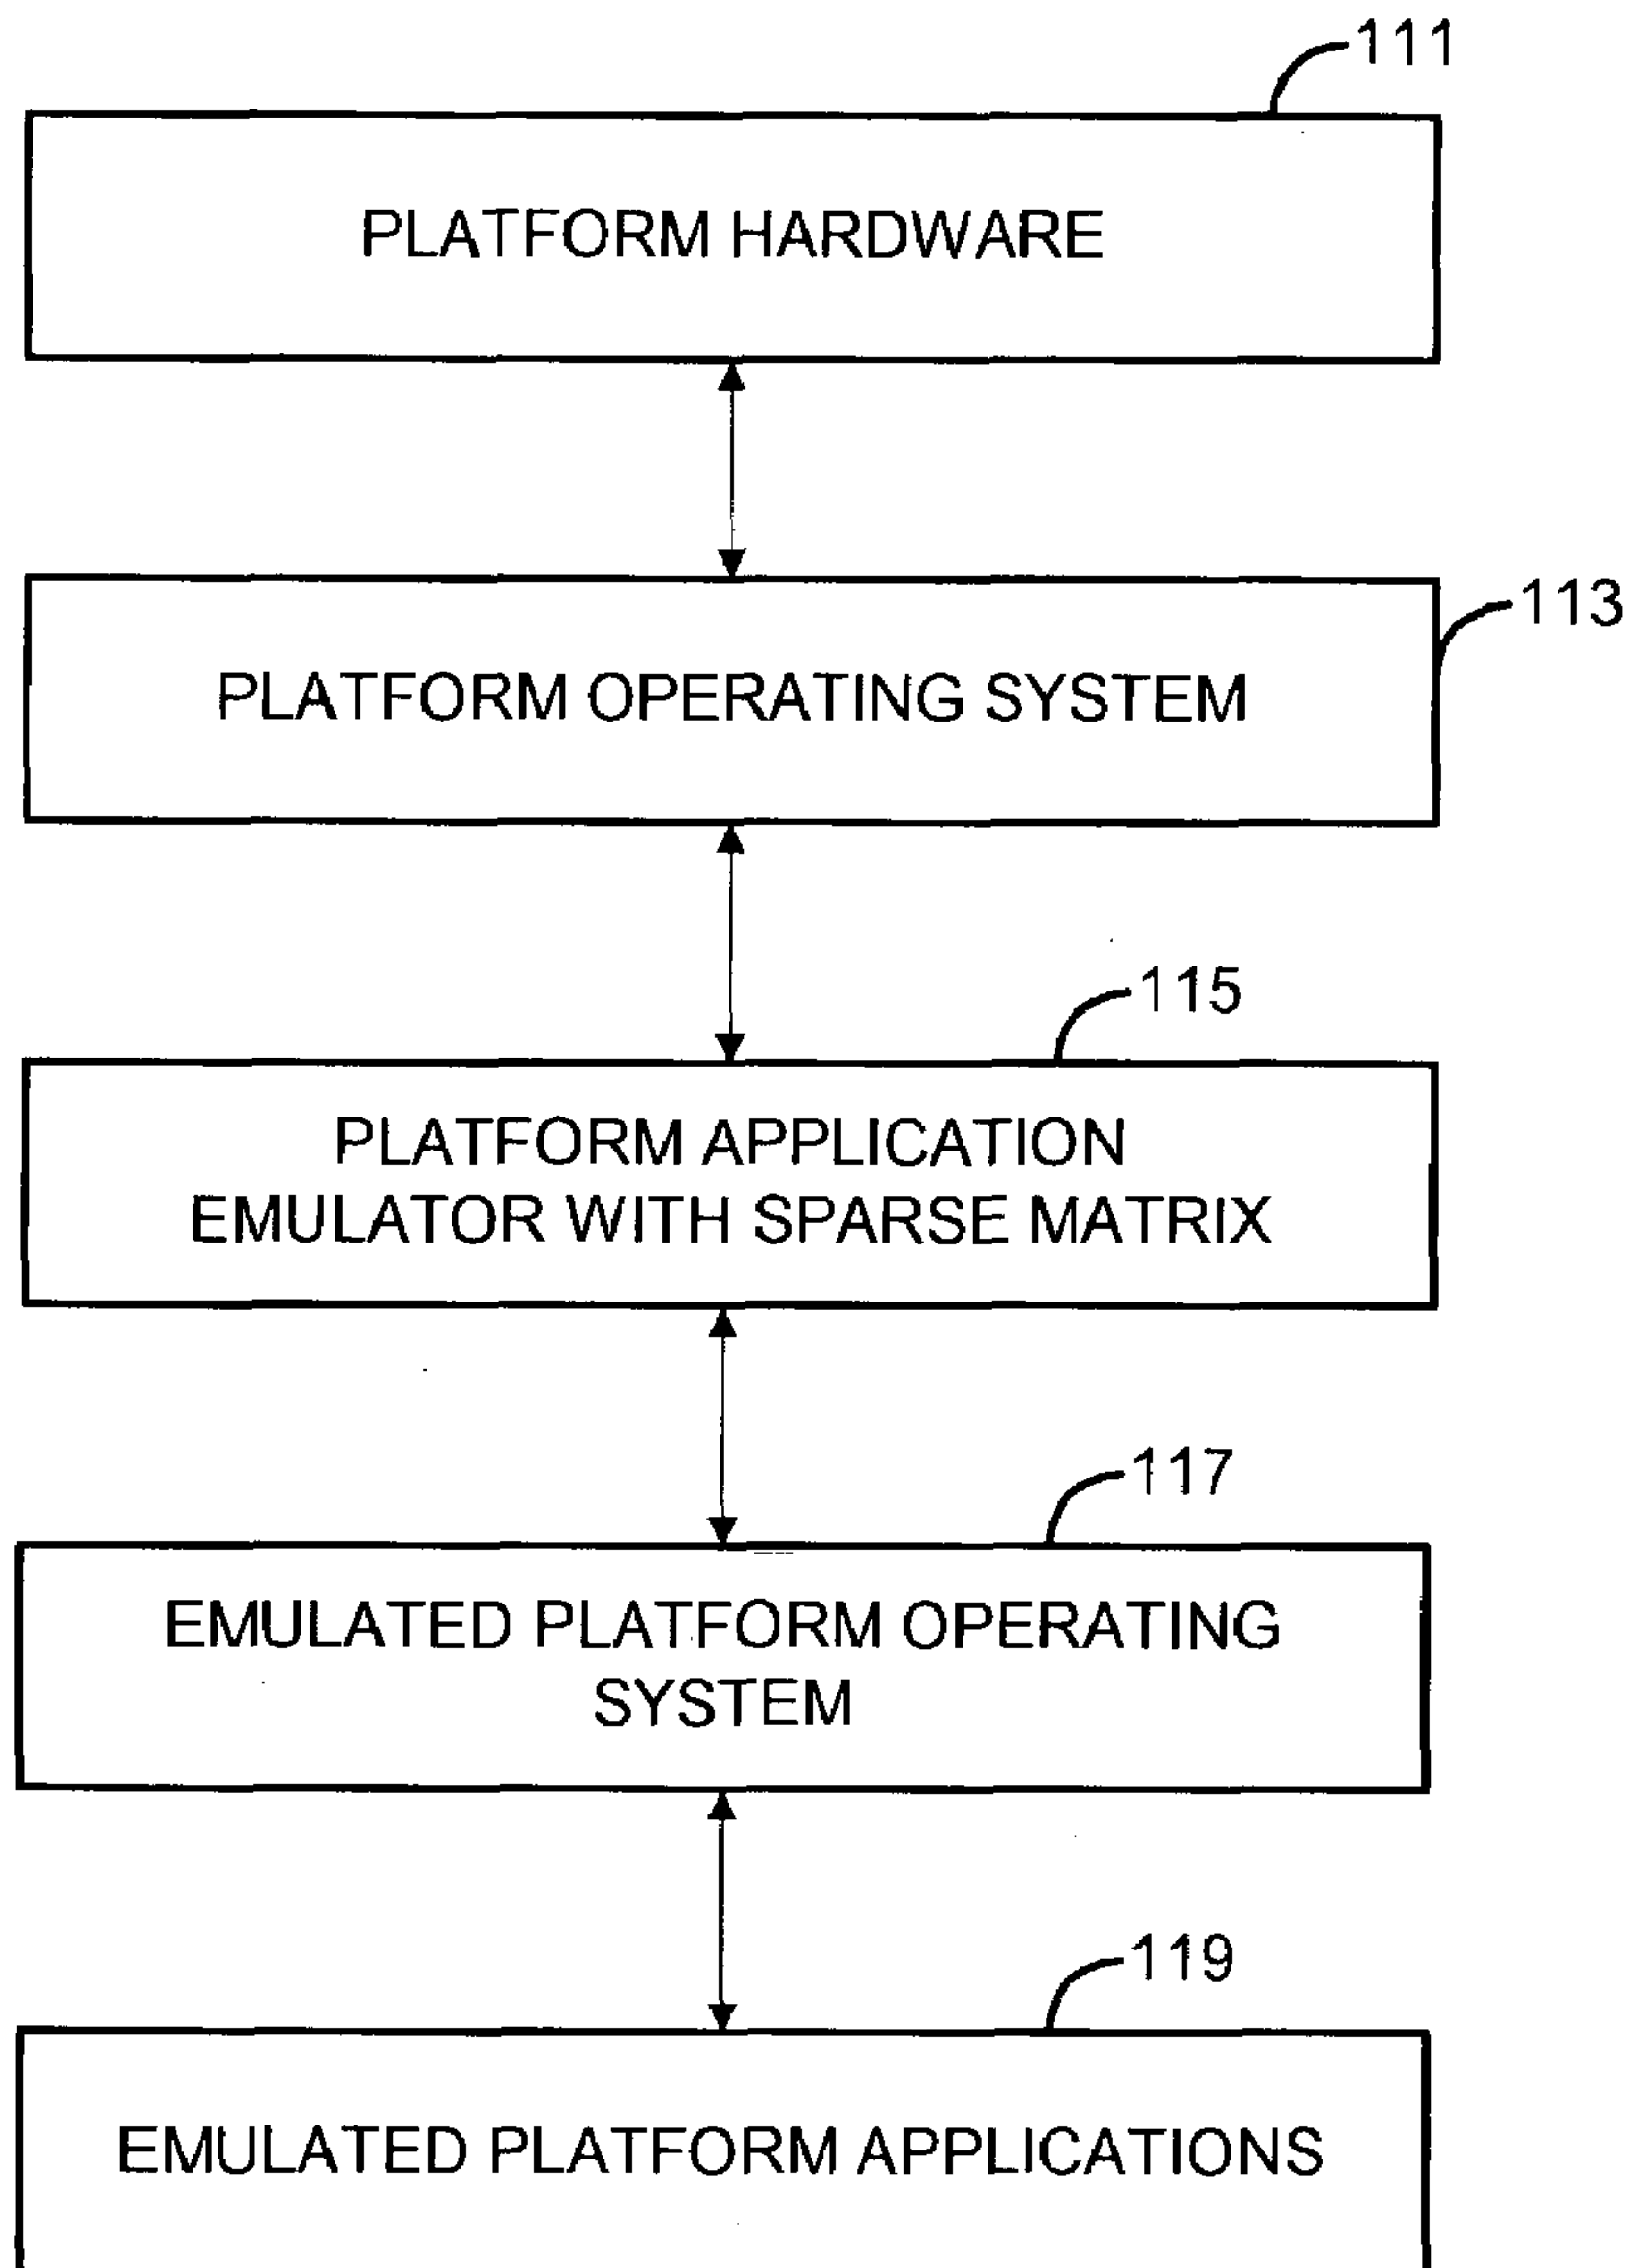 111
PLATFORM HARDWARE
113
PLATFORM OPERATING SYSTEM
115
PLATFORM APPLICATION
EMULATOR WITH SPARSE MATRIX
117
EMULATED PLATFORM OPERATING
SYSTEM
119
EMULATED PLATFORM APPLICATIONS